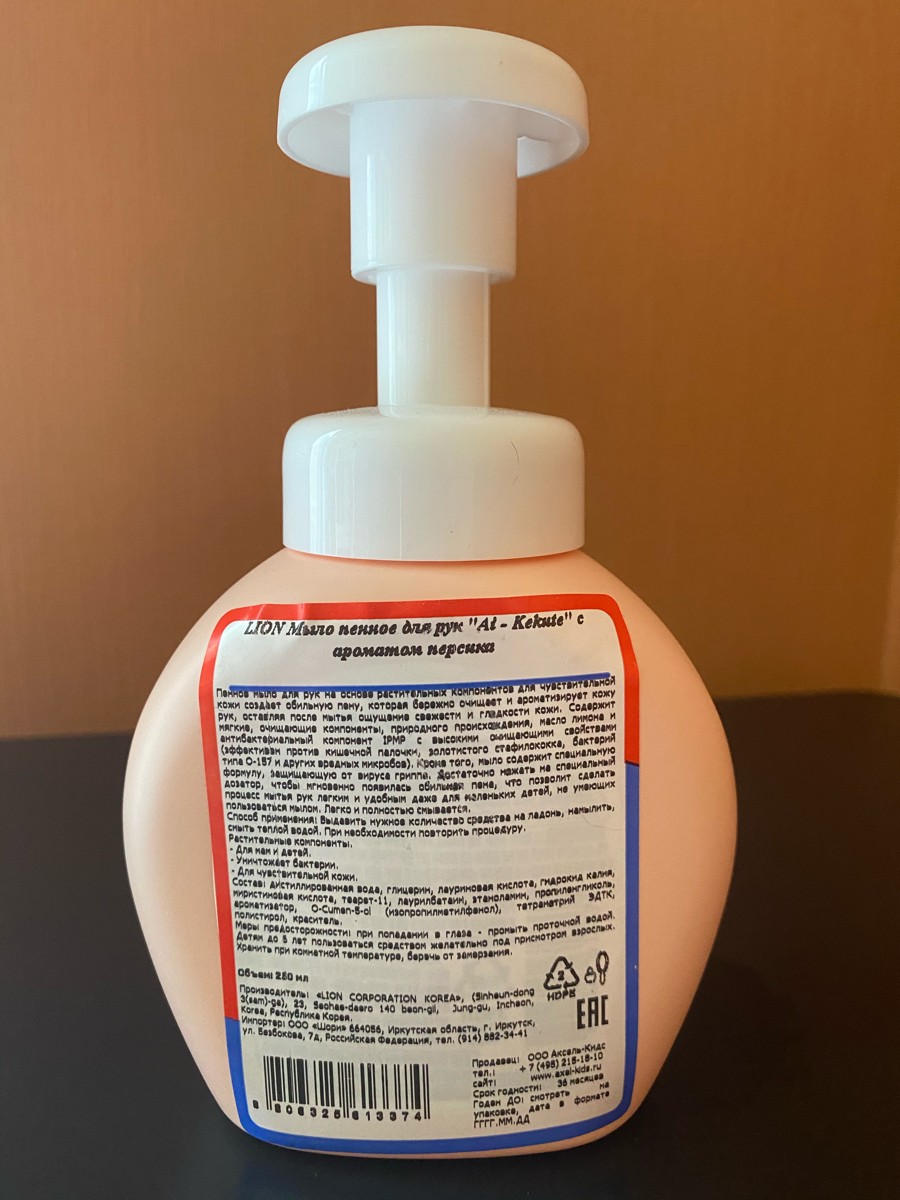 LION Мыло пенное для рук "Ai - Kekute" с
ароматом персика
Пенное мыло для рук на основе растительных компонентов для чувствительной
кожи создает обильную пену, которая бережно очищает и ароматизирует кожу
рук, оставляя после мытья ощущение свежести и гладкости кожи. Содержит
мягкие, очищающие компоненты, природного происхождения, масло лимона и
антибактериальный компонент IPMP с высокими очищающими свойствами
(эффективен против кишечной палочки, золотистого стафилококка, бактерий
типа O-157 и других вредных микробов). Кроме того, мыло содержит специальную
формулу, защищающую от вируса гриппа. Достаточно нажать на специальный
дозатор, чтобы мгновенно появилась обильная пена, что позволит сделать
процесс мытья рук легким и удобным даже для маленьких детей, не умеющих
пользоваться мылом. Легко и полностью смывается.
Способ применения: Выдавить нужное количество средства на ладонь, намылить,
смыть теплой водой. При необходимости повторить процедуру.
Растительные компоненты.
- Для мам и детей.
- Уничтожает бактерии.
- Для чувствительной кожи.
Состав: дистиллированная вода, глицерин, лауриновая кислота, гидрокид калия,
миристиновая кислота, теарет-11, лаурилбатаин, этаноламин, пропиленгликоль,
ароматизатор, O-Cumen-5-ol (изопропилметилфенол), тетранатрий ЭДТК,
полистирол, краситель.
Меры предосторожности: при попадании в глаза - промыть проточной водой.
Детям до 5 лет пользоваться средством желательно под присмотром взрослых.
Хранить при комнатной температуре, беречь от замерзания.
Объем: 250 мл
Производитель: «LION CORPORATION KOREA», (Sinheun-dong
3(sam)-ga), 23, Seohae-daero 140 beon-gil, Jung-gu, Incheon,
Korea, Республика Корея.
Импортер: ООО «Шори» 664056, Иркутская область, г. Иркутск,
ул. Безбокова, 7д, Российская Федерация, тел. (914) 882-34-41
2
HDPE
EAC
8 806325 613374
Продавец: ООО Аксель-Кидс
тел.: + 7 (495) 215-18-10
сайт: www.axel-kids.ru
Срок годности: 36 месяцев
Годен ДО: смотреть на
упаковке, дата в формате
ГГГГ.ММ.ДД